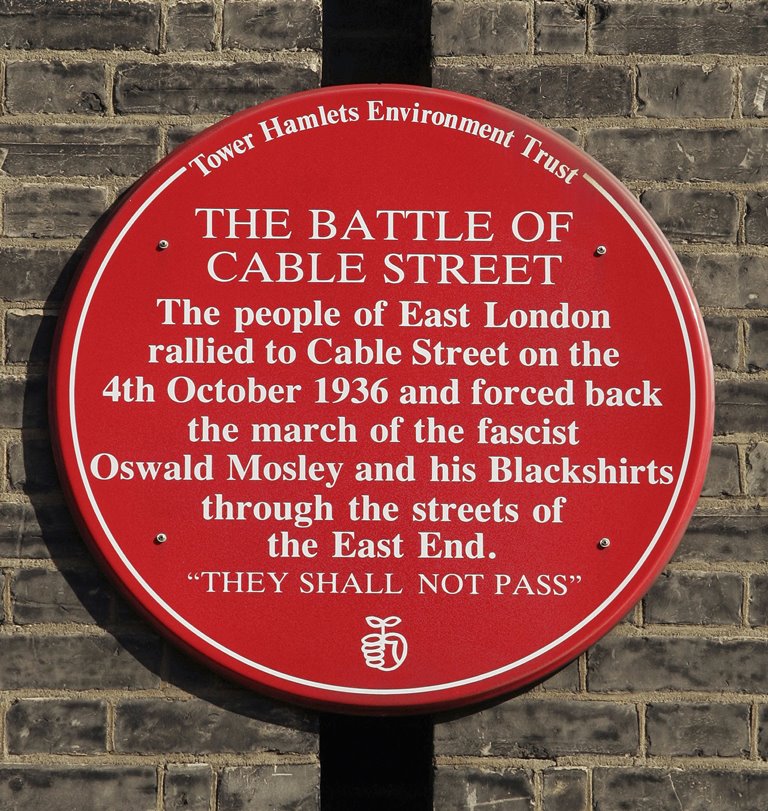 Tower Hamlets Environment Trust
THE BATTLE OF
CABLE STREET
The people of East London
rallied to Cable Street on the
4th October 1936 and forced back
the march of the fascist
Oswald Mosley and his Blackshirts
through the streets of
the East End.
“THEY SHALL NOT PASS”